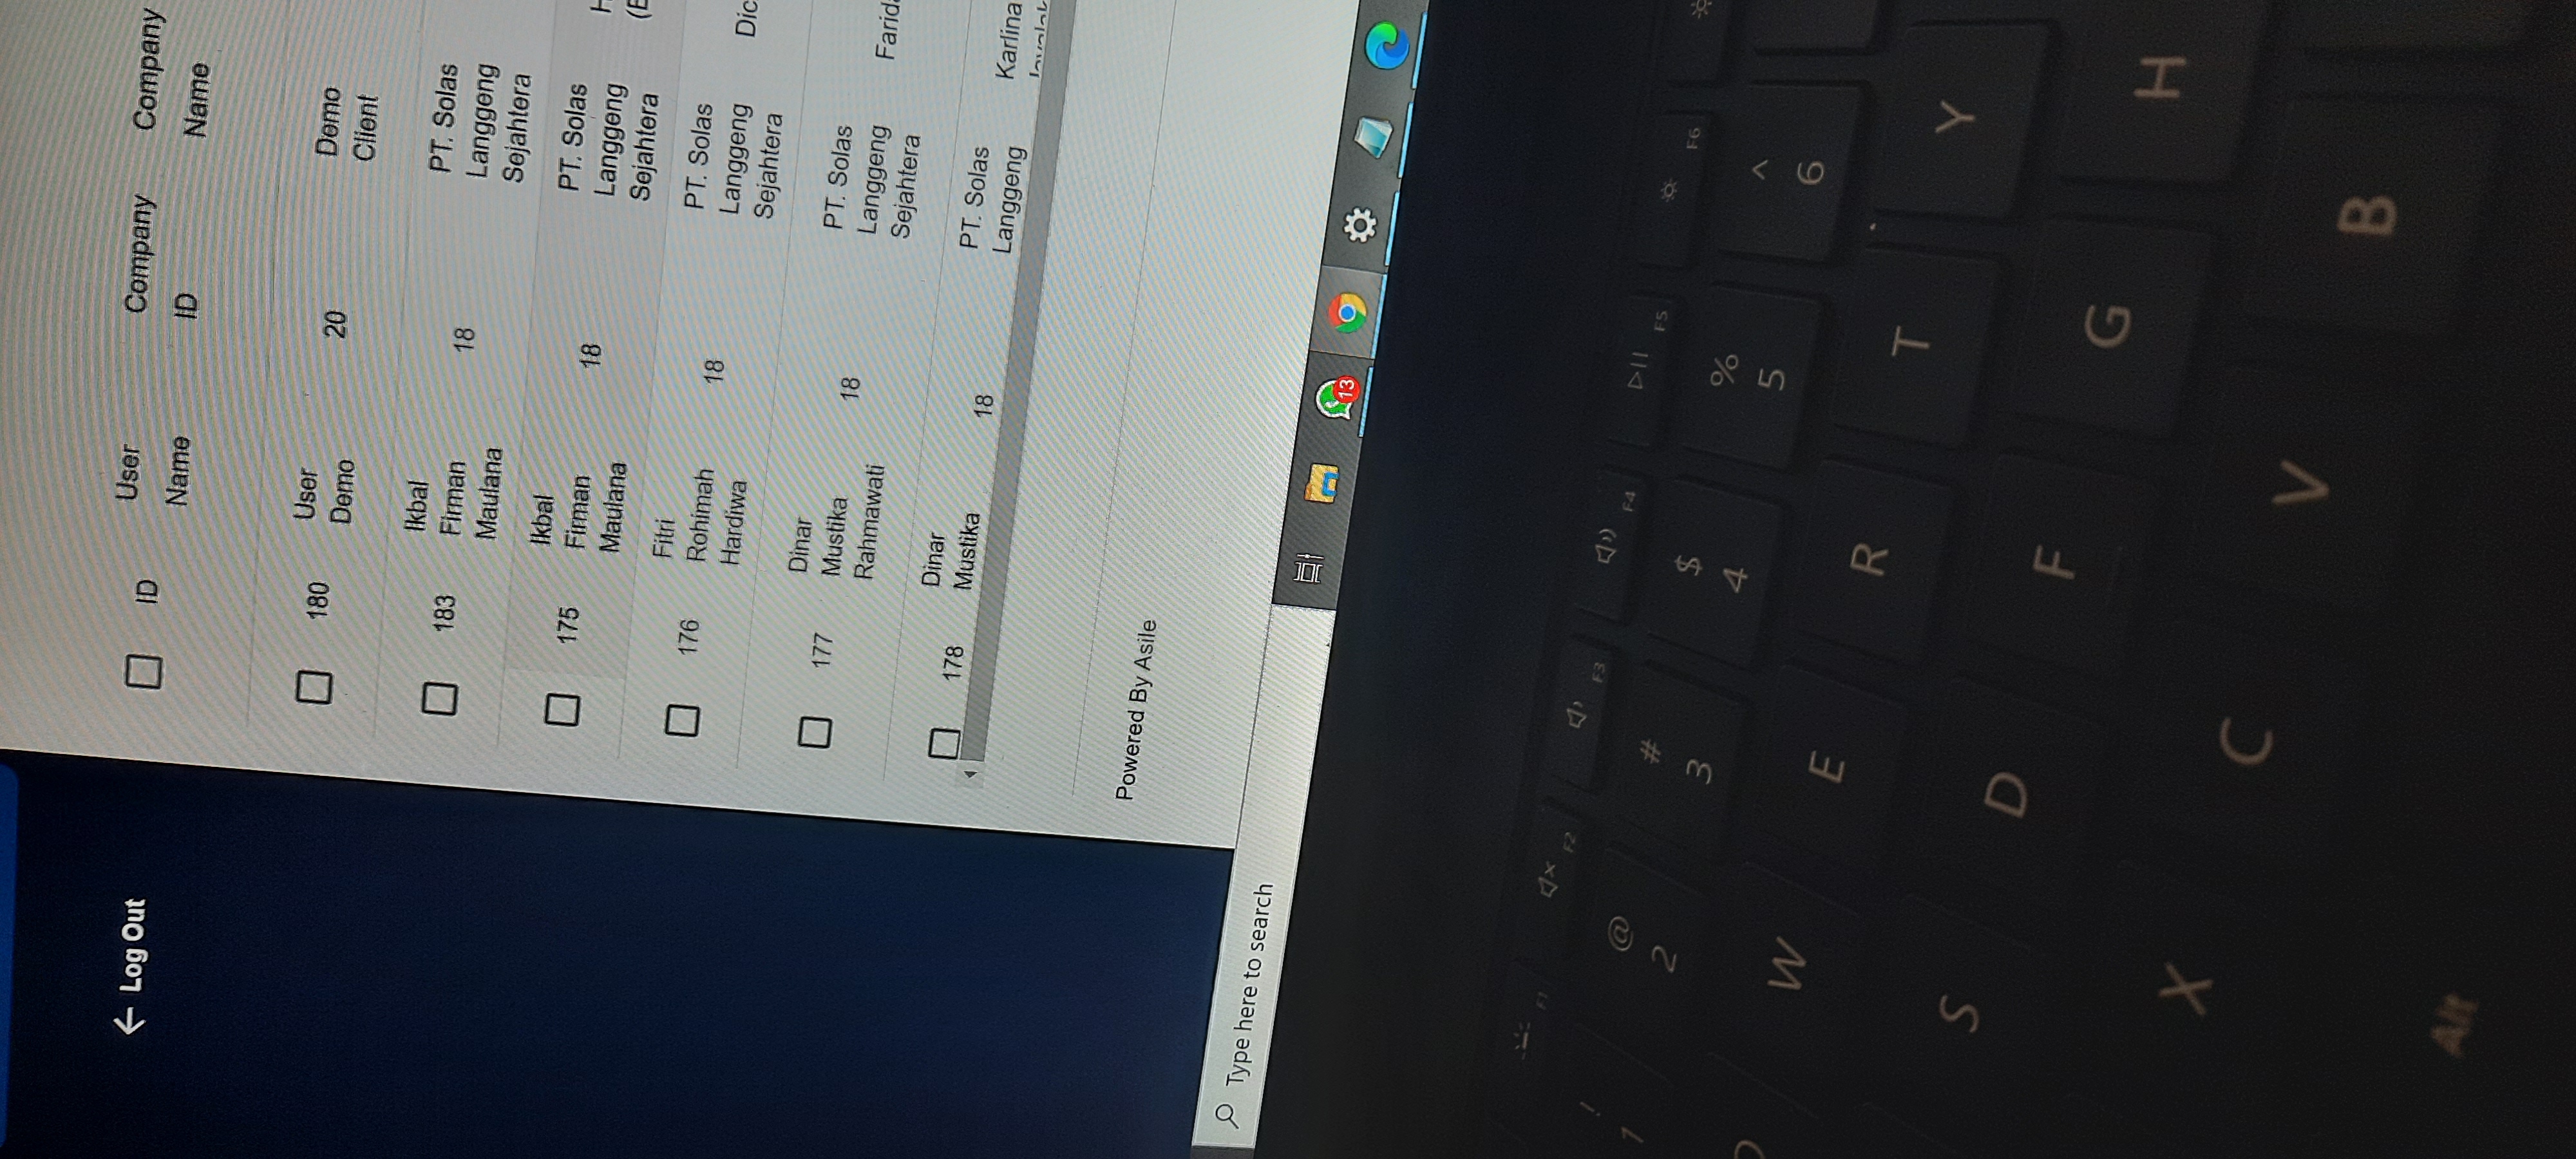 Log Out
ID User Name Company ID Company Name
180 User Demo 20 Demo Client
183 Ikbal Firman Maulana 18 PT. Solas Langgeng Sejahtera
175 Ikbal Firman Maulana 18 PT. Solas Langgeng Sejahtera
176 Fitri Rohimah Hardiwa 18 PT. Solas Langgeng Sejahtera Dic
177 Dinar Mustika Rahmawati 18 PT. Solas Langgeng Sejahtera Farid
178 Dinar Mustika 18 PT. Solas Langgeng Karlina
Powered By Asile
Type here to search
13
F1 F2 F3 F4 F5 F6
! @ # $ % ^
1 2 3 4 5 6
W E R T Y
S D F G H
X C V B
Alt